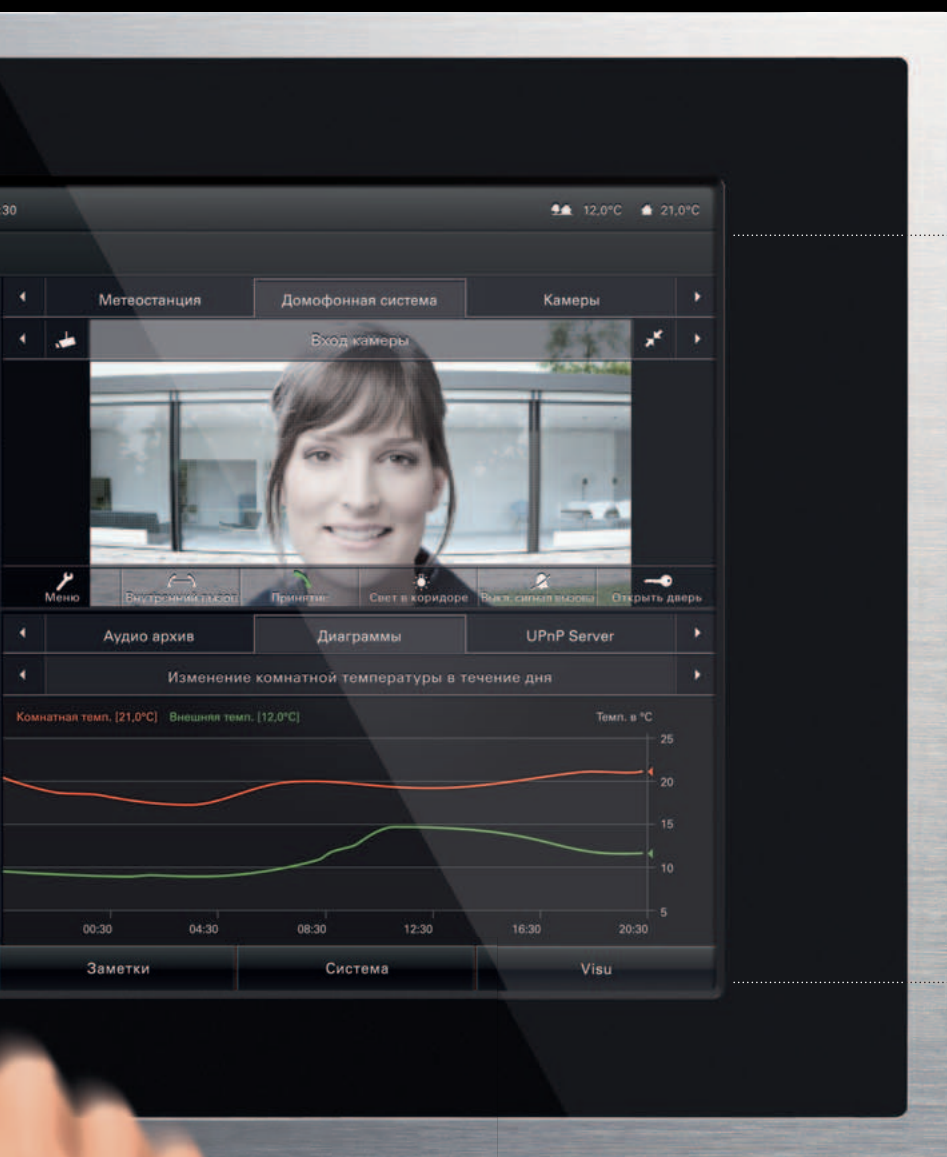 :30 12,0°C 21,0°C
Метеостанция Домофонная система Камеры
Вход камеры
Меню Внутренний вызов Принятие Свет в коридоре Выкл. сигнал вызова Открыть дверь
Аудио архив Диаграммы UPnP Server
Изменение комнатной температуры в течение дня
Комнатная темп. [21,0°C] Внешняя темп. [12,0°C] Темп. в °C
25
20
15
10
5
00:30 04:30 08:30 12:30 16:30 20:30
Заметки Система Visu